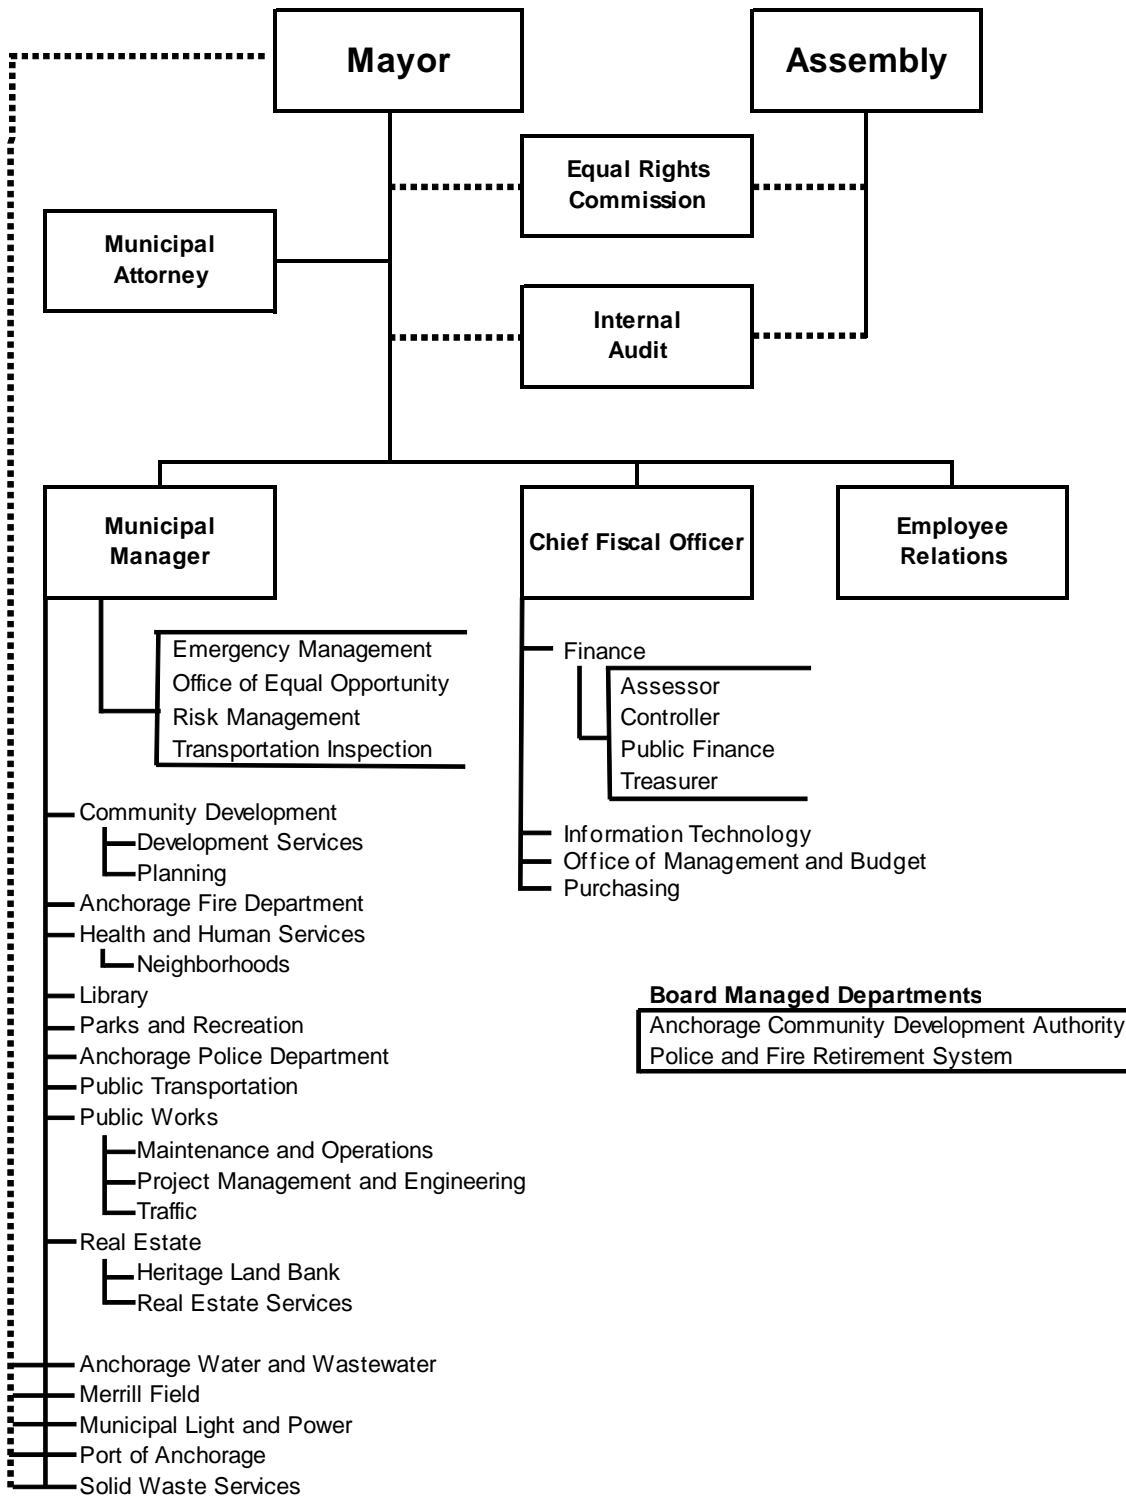 Mayor
Assembly
Equal Rights
Commission
Municipal
Attorney
Internal
Audit
Municipal
Manager
Chief Fiscal Officer
Employee
Relations
Emergency Management
Office of Equal Opportunity
Risk Management
Transportation Inspection
Community Development
Development Services
Planning
Anchorage Fire Department
Health and Human Services
Neighborhoods
Library
Parks and Recreation
Anchorage Police Department
Public Transportation
Public Works
Maintenance and Operations
Project Management and Engineering
Traffic
Real Estate
Heritage Land Bank
Real Estate Services
Anchorage Water and Wastewater
Merrill Field
Municipal Light and Power
Port of Anchorage
Solid Waste Services
Finance
Assessor
Controller
Public Finance
Treasurer
Information Technology
Office of Management and Budget
Purchasing
Board Managed Departments
Anchorage Community Development Authority
Police and Fire Retirement System